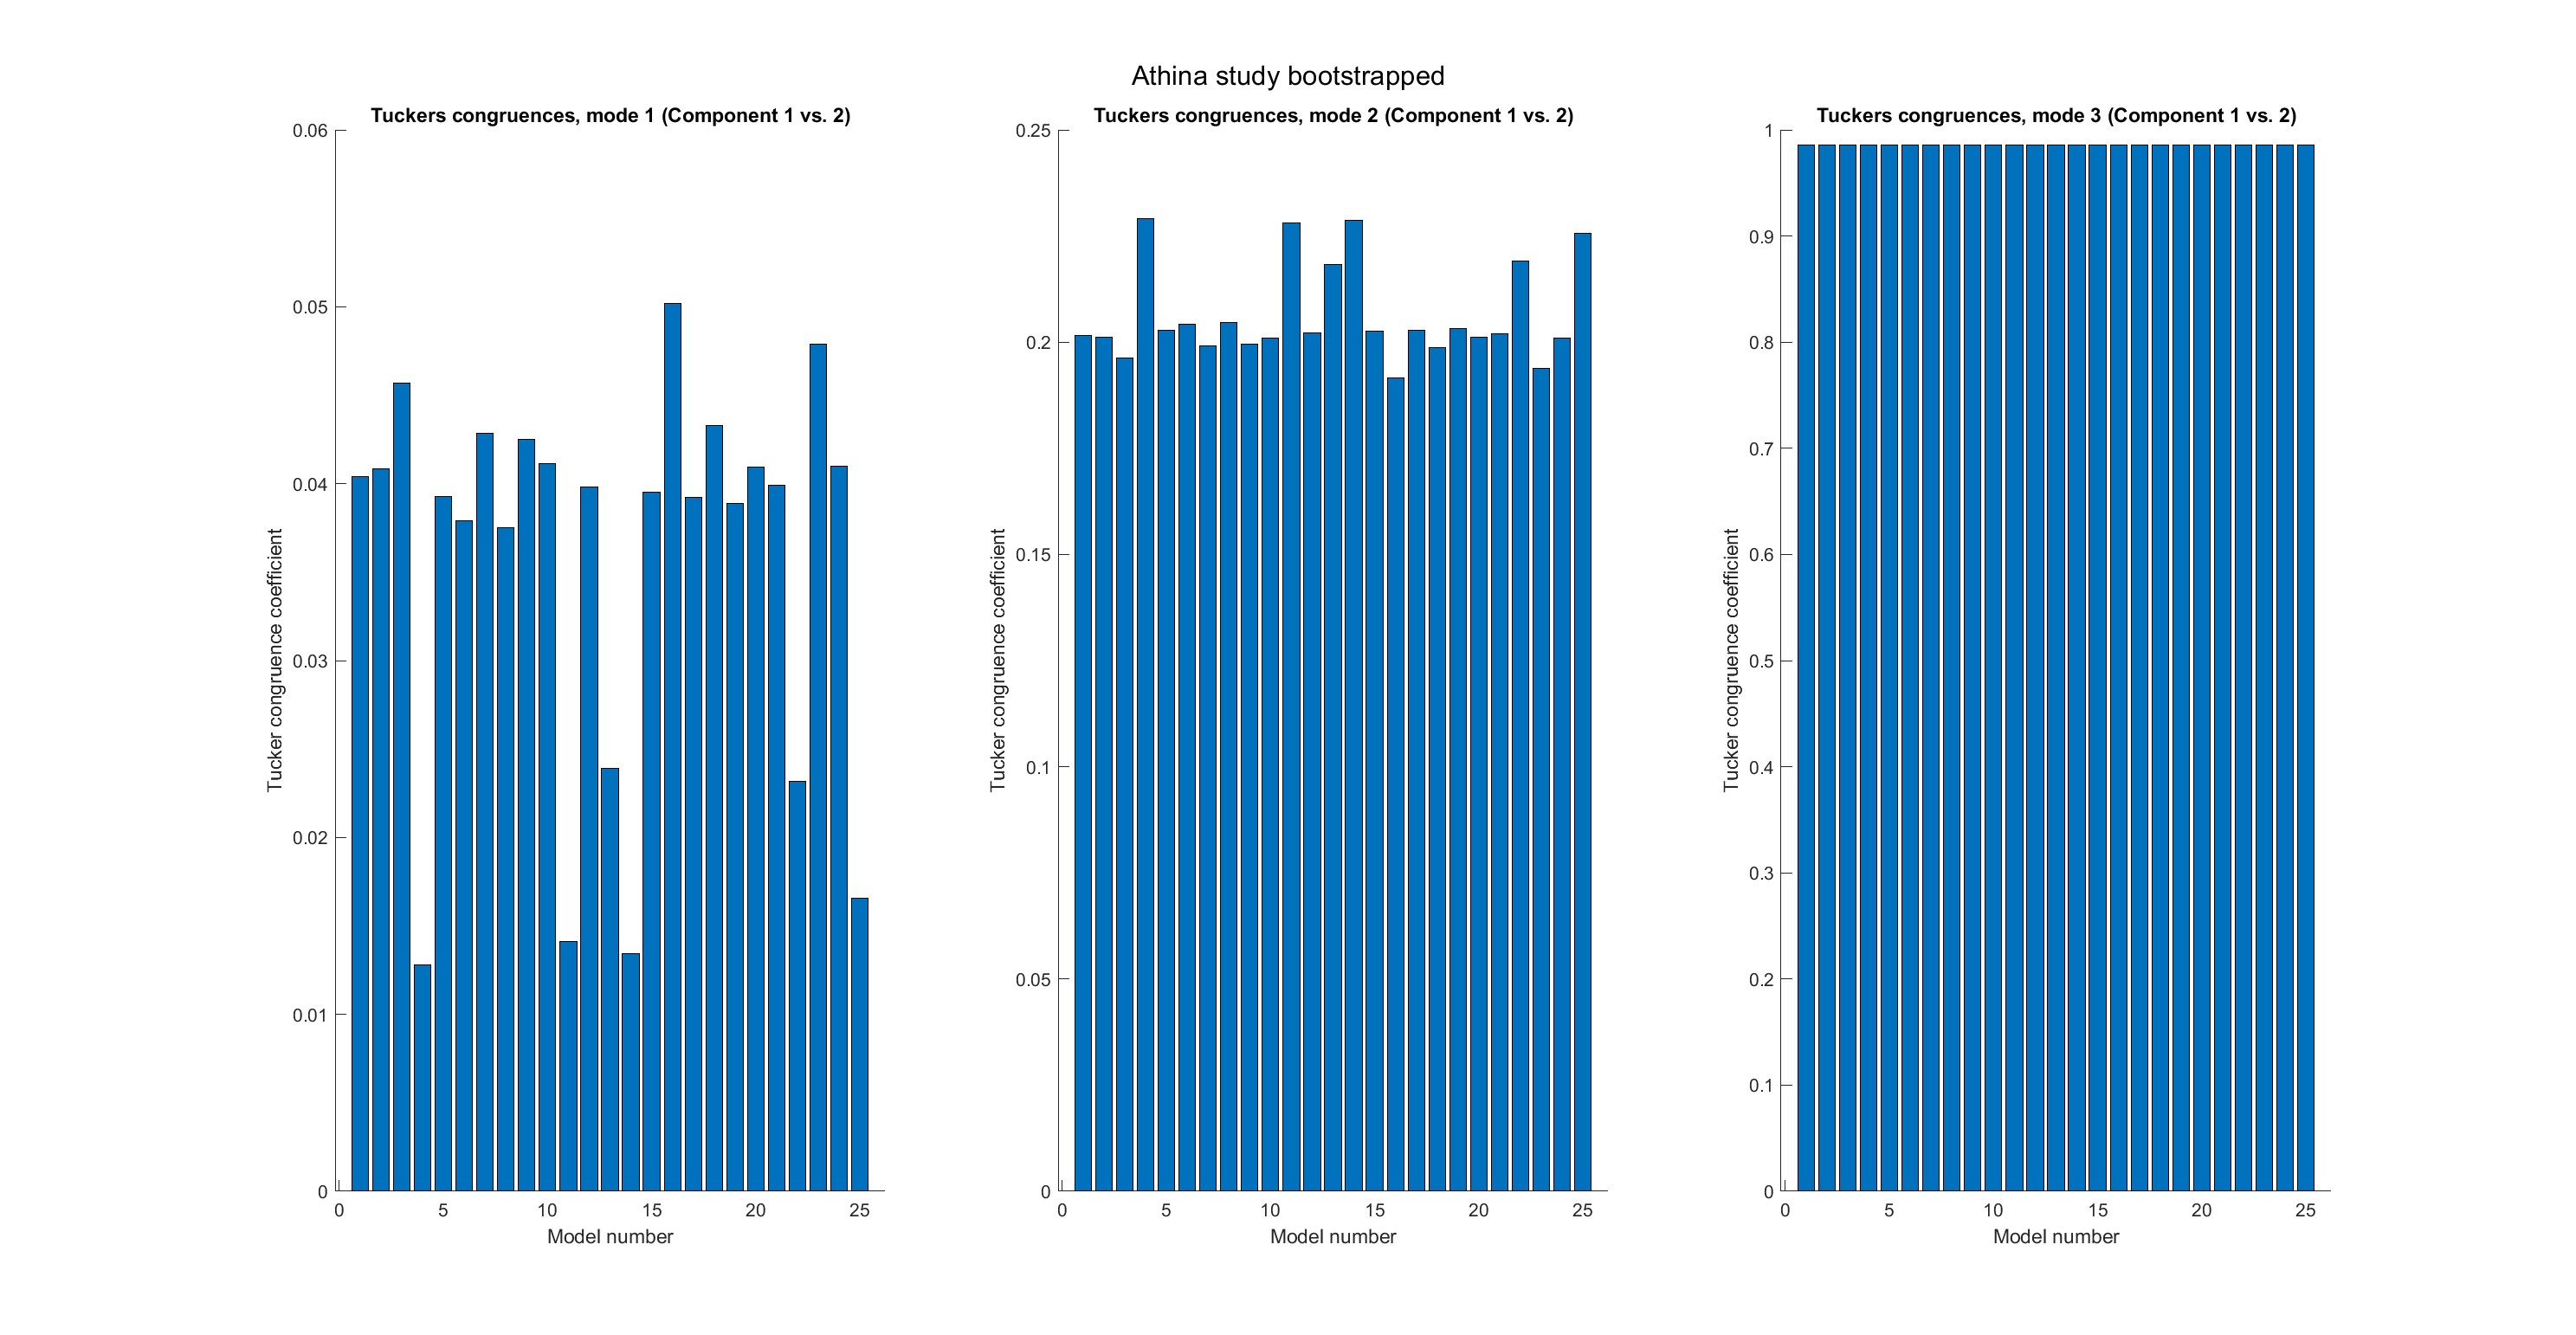 Athina study bootstrapped
Tuckers congruences, mode 1 (Component 1 vs. 2)
0.06
0.05
0.04
0.03
0.02
0.01
0
Tucker congruence coefficient
0 5 10 15 20 25
Model number
Tuckers congruences, mode 2 (Component 1 vs. 2)
0.25
0.2
0.15
0.1
0.05
0
Tucker congruence coefficient
0 5 10 15 20 25
Model number
Tuckers congruences, mode 3 (Component 1 vs. 2)
1
0.9
0.8
0.7
0.6
0.5
0.4
0.3
0.2
0.1
0
Tucker congruence coefficient
0 5 10 15 20 25
Model number